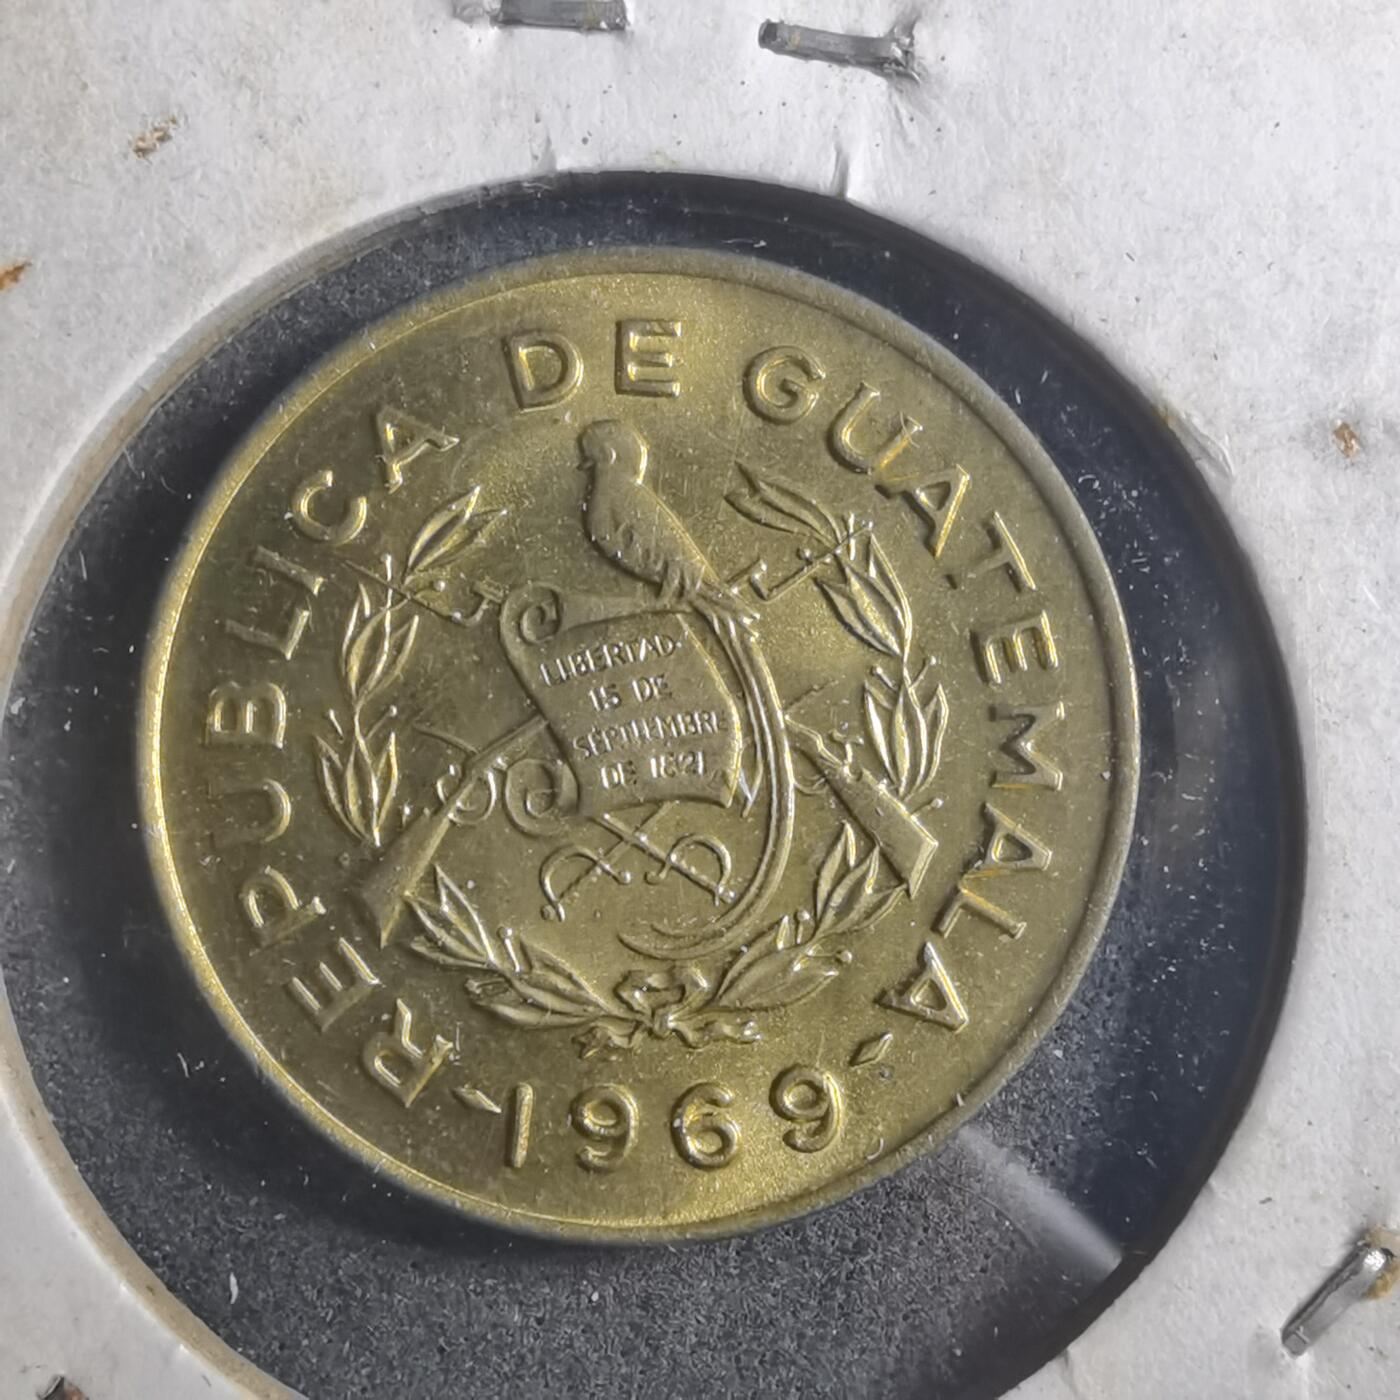 REPUBLICA DE GUATEMALA
LIBERTAD
15 DE
SEPTIEMBRE
DE 1821
1969